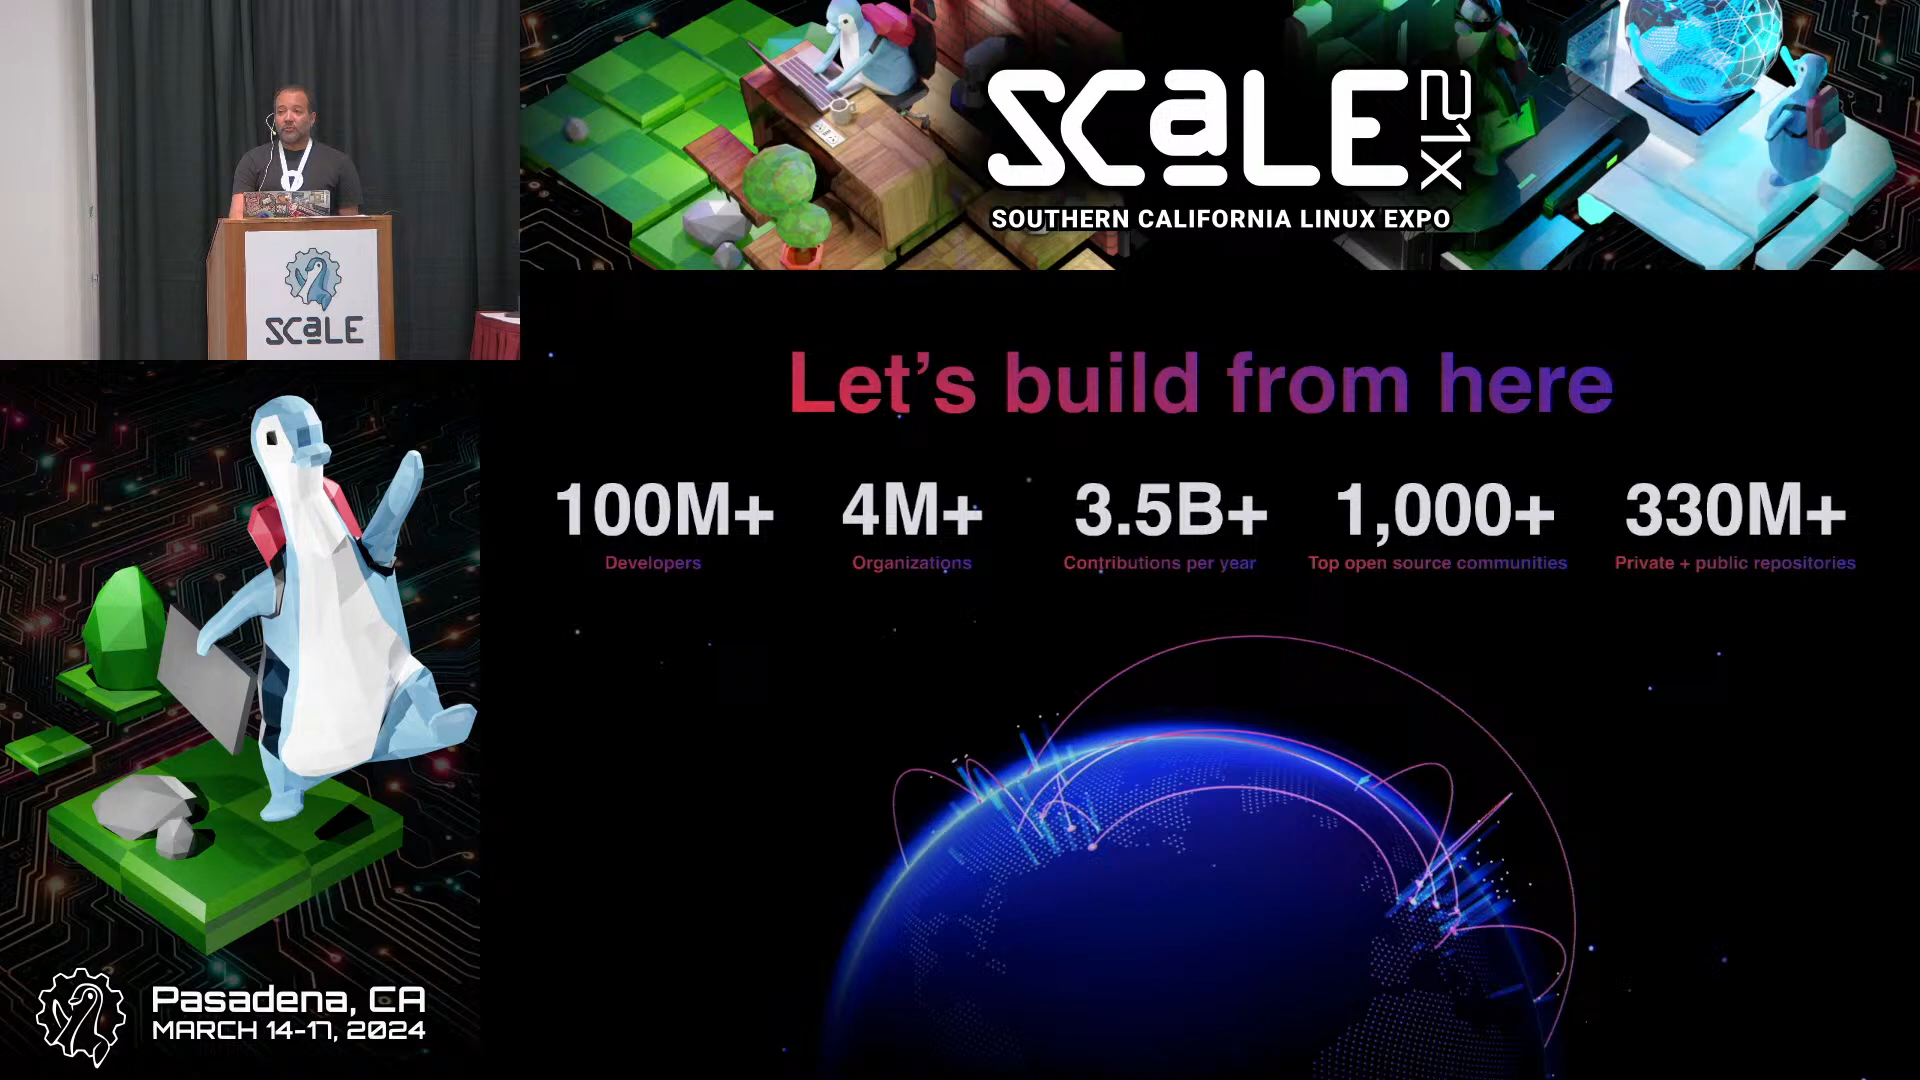 SCaLE 21X
SOUTHERN CALIFORNIA LINUX EXPO
SCaLE
Let's build from here
100M+ 4M+ 3.5B+ 1,000+ 330M+
Developers Organizations Contributions per year Top open source communities Private + public repositories
Pasadena, CA
MARCH 14-17, 2024